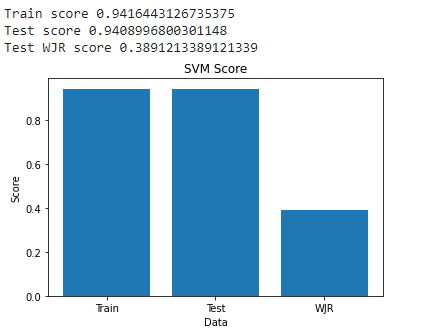 Train score 0.9416443126735375
Test score 0.9408996800301148
Test WJR score 0.3891213389121339
SVM Score
0.8
0.6
0.4
0.2
0.0
Score
Train Test WJR
Data